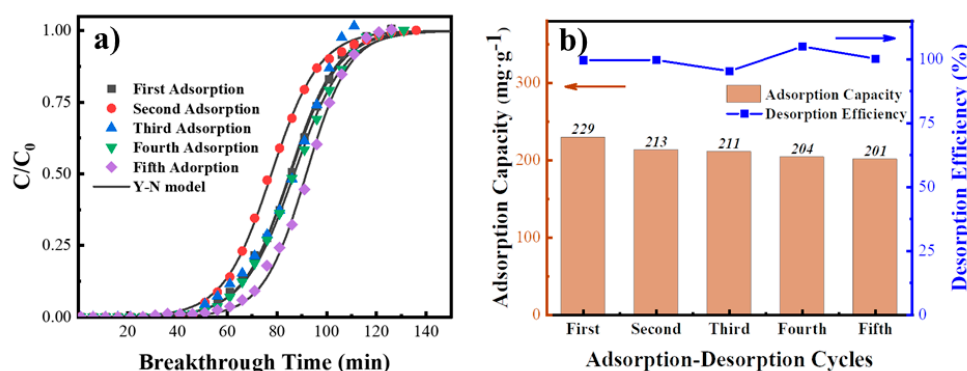 a)
First Adsorption
Second Adsorption
Third Adsorption
Fourth Adsorption
Fifth Adorption
Y-N model
C/C0
1.00
0.75
0.50
0.25
0.00
20
40
60
80
100
120
140
Breakthrough Time (min)
b)
Adsorption Capacity (mg·g-1)
300
200
100
0
Adsorption Capacity
Desorption Efficiency
229
213
211
204
201
First
Second
Third
Fourth
Fifth
Adsorption-Desorption Cycles
100
75
50
25
0
Desorption Efficiency (%)